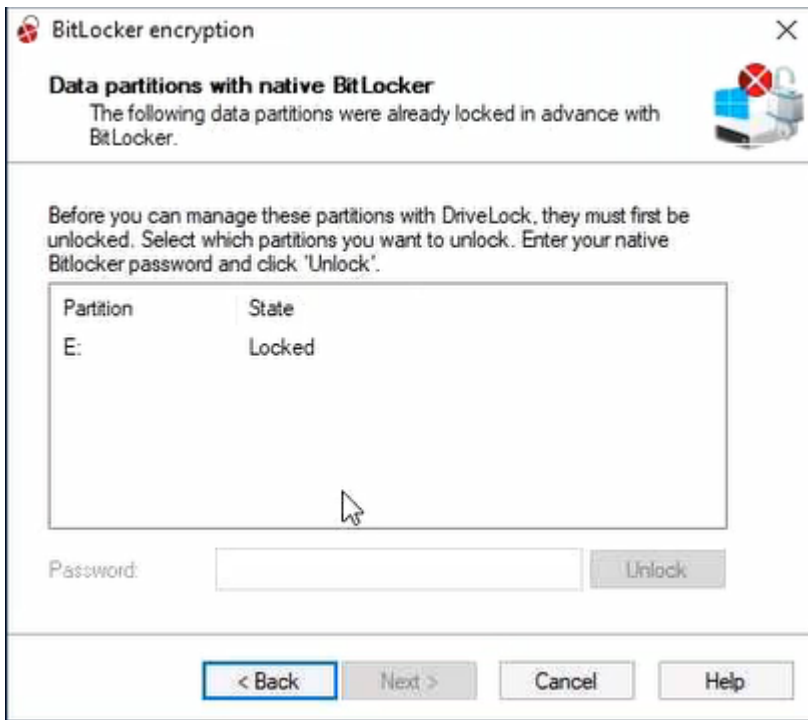 BitLocker encryption
Data partitions with native BitLocker
The following data partitions were already locked in advance with
BitLocker.
Before you can manage these partitions with DriveLock, they must first be
unlocked. Select which partitions you want to unlock. Enter your native
Bitlocker password and click 'Unlock'.
Partition State
E: Locked
Password: Unlock
< Back Next > Cancel Help